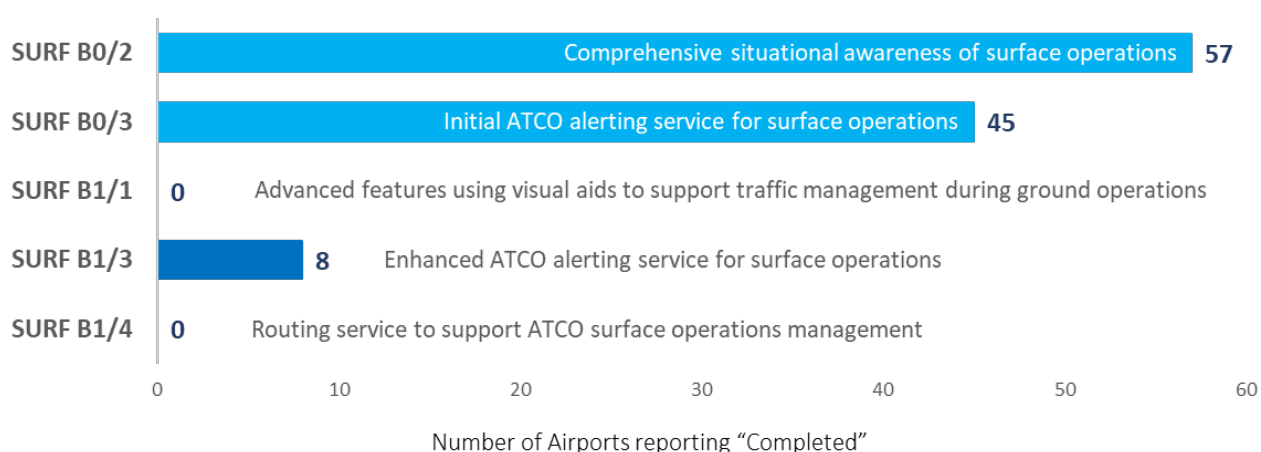 SURF B0/2 Comprehensive situational awareness of surface operations 57
SURF B0/3 Initial ATCO alerting service for surface operations 45
SURF B1/1 0 Advanced features using visual aids to support traffic management during ground operations
SURF B1/3 8 Enhanced ATCO alerting service for surface operations
SURF B1/4 0 Routing service to support ATCO surface operations management
0 10 20 30 40 50 60
Number of Airports reporting “Completed”